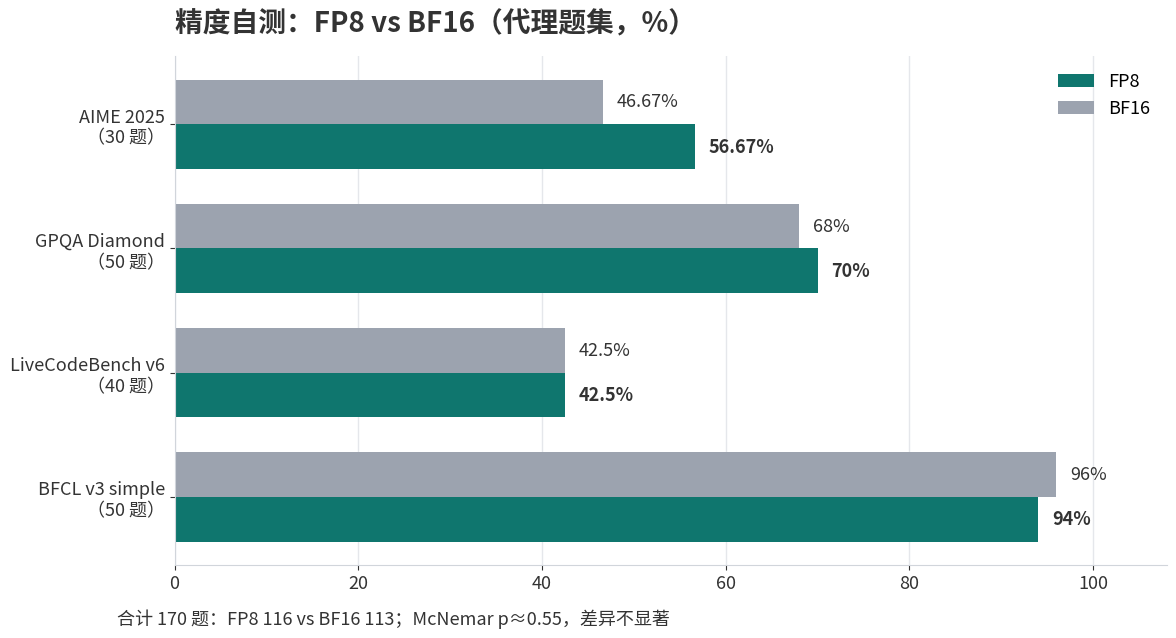 精度自测：FP8 vs BF16（代理题集，%）
FP8
BF16
AIME 2025
（30 题）
46.67%
56.67%
GPQA Diamond
（50 题）
68%
70%
LiveCodeBench v6
（40 题）
42.5%
42.5%
BFCL v3 simple
（50 题）
96%
94%
0 20 40 60 80 100
合计 170 题：FP8 116 vs BF16 113；McNemar p≈0.55，差异不显著